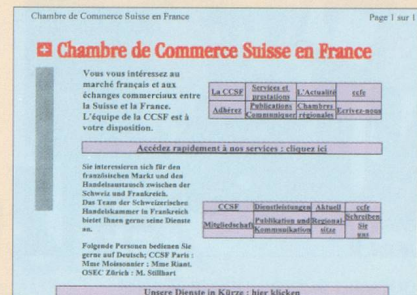 Chambre de Commerce Suisse en France Page 1 sur 1
Chambre de Commerce Suisse en France
Vous vous intéressez au
marché français et aux
échanges commerciaux entre
la Suisse et la France.
L'équipe de la CCSF est à
votre disposition.
La CCSF Services et prestations L'Actualité ccfs
Adhérez Publications Communiquer Chambres régionales Ecrivez-nous
Accédez rapidement à nos services : cliquez ici
Sie interessieren sich für den
französischen Markt und den
Handelsaustausch zwischen der
Schweiz und Frankreich.
Das Team der Schweizerischen
Handelskammer in Frankreich
bietet Ihnen gerne seine Dienste
an.
Folgende Personen bedienen Sie
gerne auf Deutsch; CCSF Paris :
Mme Moissonnier ; Mme Riant.
OSEC Zürich : M. Stillhart
CCSF Dienstleistungen Aktuell ccfs
Mitgliedschaft Publikation und Kommunikation Regionalsitze Schreiben Sie uns
Unsere Dienste in Kürze : hier klicken